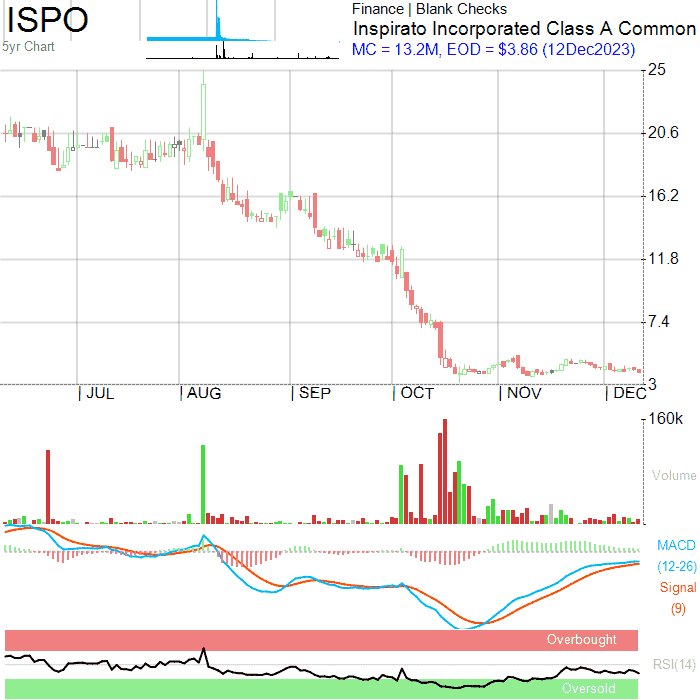 ISPO
5yr Chart
Finance | Blank Checks
Inspirato Incorporated Class A Common
MC = 13.2M, EOD = $3.86 (12Dec2023)
25
20.6
16.2
11.8
7.4
3
JUL AUG SEP OCT NOV DEC
160k
Volume
MACD
(12-26)
Signal
(9)
Overbought
RSI(14)
Oversold